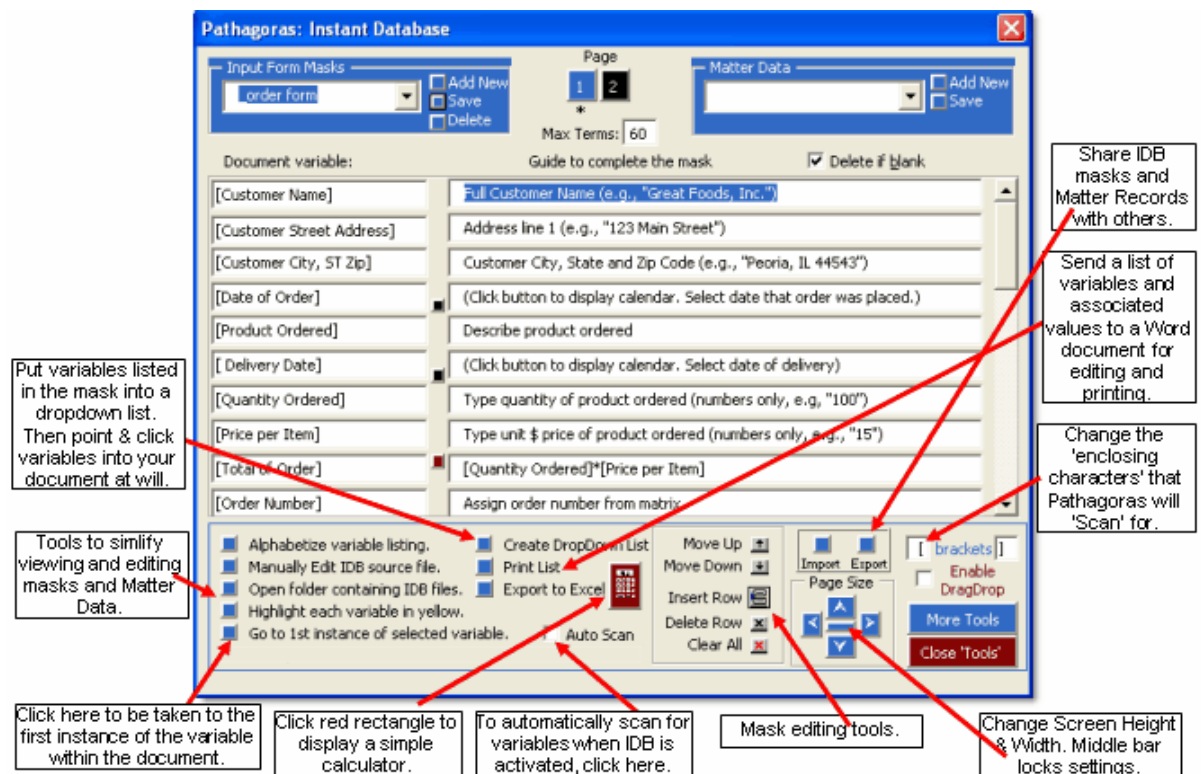 Pathagoras: Instant Database
Input Form Masks
_order form
Add New
Save
Delete
Page
1 2
*
Max Terms: 60
Matter Data
Add New
Save
Document variable:
Guide to complete the mask
Delete if blank
[Customer Name]
Full Customer Name (e.g., "Great Foods, Inc.")
[Customer Street Address]
Address line 1 (e.g., "123 Main Street")
[Customer City, ST Zip]
Customer City, State and Zip Code (e.g., "Peoria, IL 44543")
[Date of Order]
(Click button to display calendar. Select date that order was placed.)
[Product Ordered]
Describe product ordered
[ Delivery Date]
(Click button to display calendar. Select date of delivery)
[Quantity Ordered]
Type quantity of product ordered (numbers only, e.g, "100")
[Price per Item]
Type unit $ price of product ordered (numbers only, e.g., "15")
[Total of Order]
[Quantity Ordered]*[Price per Item]
[Order Number]
Assign order number from matrix.
Alphabetize variable listing.
Manually Edit IDB source file.
Open folder containing IDB files.
Highlight each variable in yellow.
Go to 1st instance of selected variable.
Create DropDown List
Print List
Export to Excel
Auto Scan
Move Up
Move Down
Insert Row
Delete Row
Clear All
Import Export
Page Size
[ brackets ]
Enable
DragDrop
More Tools
Close 'Tools'
Share IDB
masks and
Matter Records
with others.
Send a list of
variables and
associated
values to a Word
document for
editing and
printing.
Change the
'enclosing
characters' that
Pathagoras will
'Scan' for.
Put variables listed
in the mask into a
dropdown list.
Then point & click
variables into your
document at will.
Tools to simlify
viewing and editing
masks and Matter
Data.
Click here to be taken to the
first instance of the variable
within the document.
Click red rectangle to
display a simple
calculator.
To automatically scan for
variables when IDB is
activated, click here.
Mask editing tools.
Change Screen Height
& Width. Middle bar
locks settings.